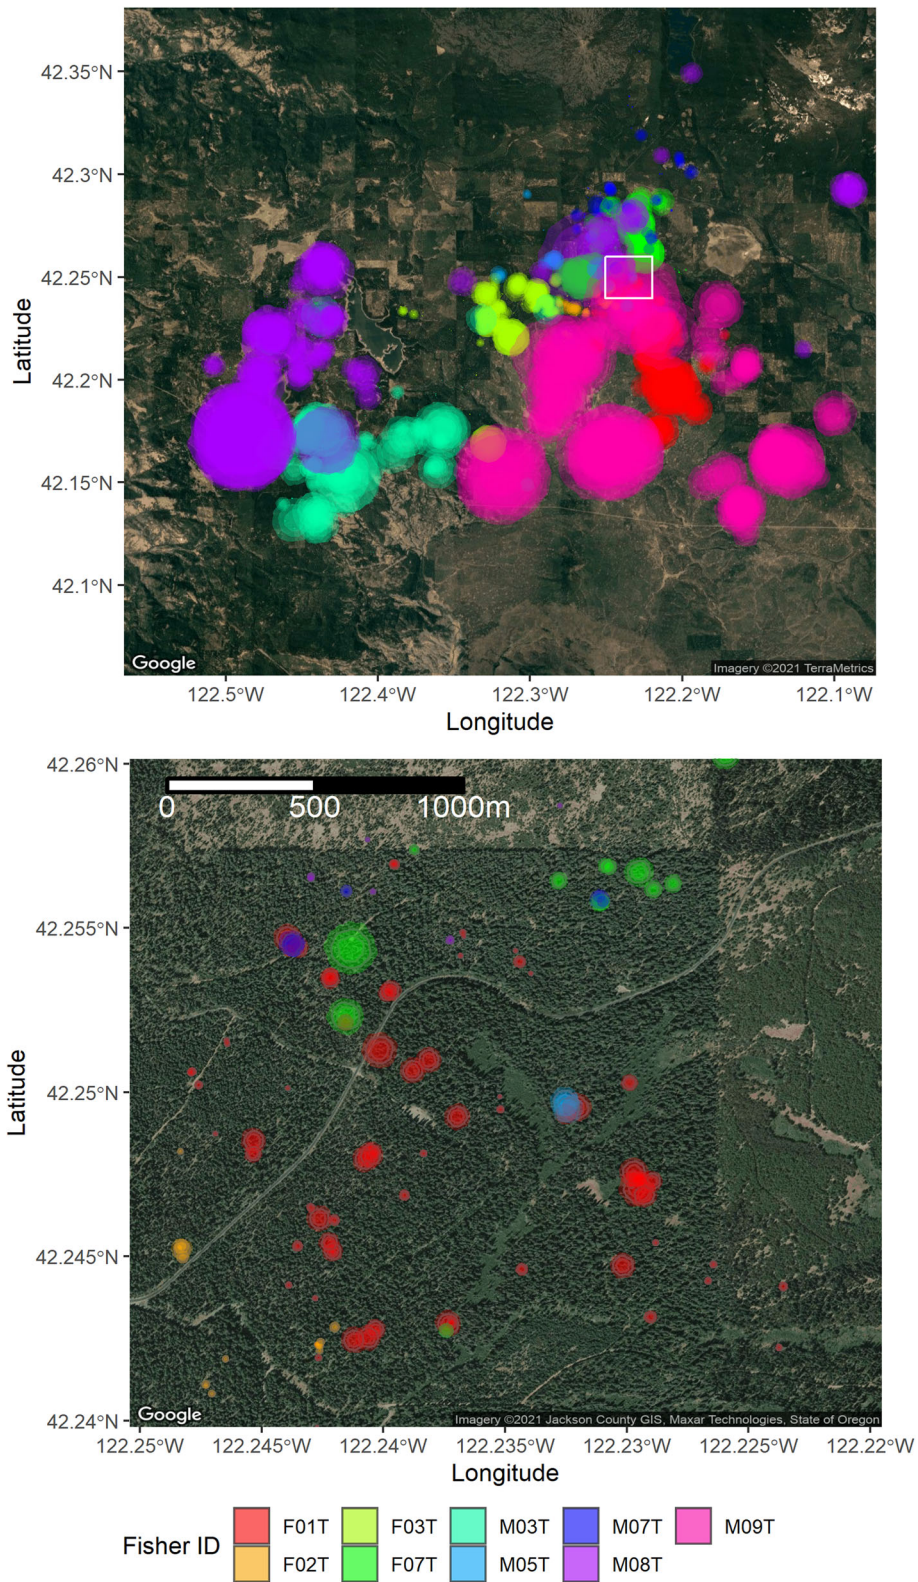 42.35°N
42.3°N
42.25°N
42.2°N
42.15°N
42.1°N
Latitude
Google
Imagery ©2021 TerraMetrics
122.5°W 122.4°W 122.3°W 122.2°W 122.1°W
Longitude
42.26°N
42.255°N
42.25°N
42.245°N
42.24°N
Latitude
0 500 1000m
Google
Imagery ©2021 Jackson County GIS, Maxar Technologies, State of Oregon
122.25°W 122.245°W 122.24°W 122.235°W 122.23°W 122.225°W 122.22°W
Longitude
Fisher ID
F01T F03T M03T M07T M09T
F02T F07T M05T M08T